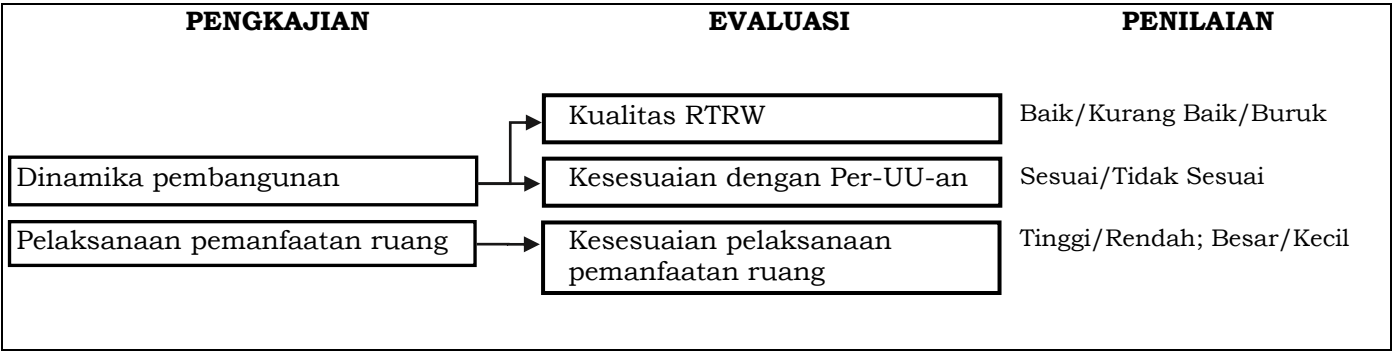 PENGKAJIAN EVALUASI PENILAIAN
Kualitas RTRW Baik/Kurang Baik/Buruk
Dinamika pembangunan Kesesuaian dengan Per-UU-an Sesuai/Tidak Sesuai
Pelaksanaan pemanfaatan ruang Kesesuaian pelaksanaan Tinggi/Rendah; Besar/Kecil
pemanfaatan ruang